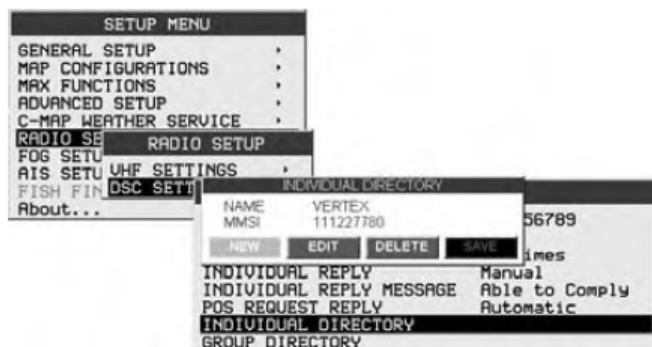 SETUP MENU
GENERAL SETUP
MAP CONFIGURATIONS
MAX FUNCTIONS
ADVANCED SETUP
C-MAP WEATHER SERVICE
RADIO SE
FOG SETU
AIS SETU
FISH FIN
About...
RADIO SETUP
VHF SETTINGS
DSC SETT
INDIVIDUAL DIRECTORY
NAME VERTEX
MMSI 111227780
NEW EDIT DELETE SAVE
56789
imes
INDIVIDUAL REPLY Manual
INDIVIDUAL REPLY MESSAGE Able to Comply
POS REQUEST REPLY Automatic
INDIVIDUAL DIRECTORY
GROUP DIRECTORY